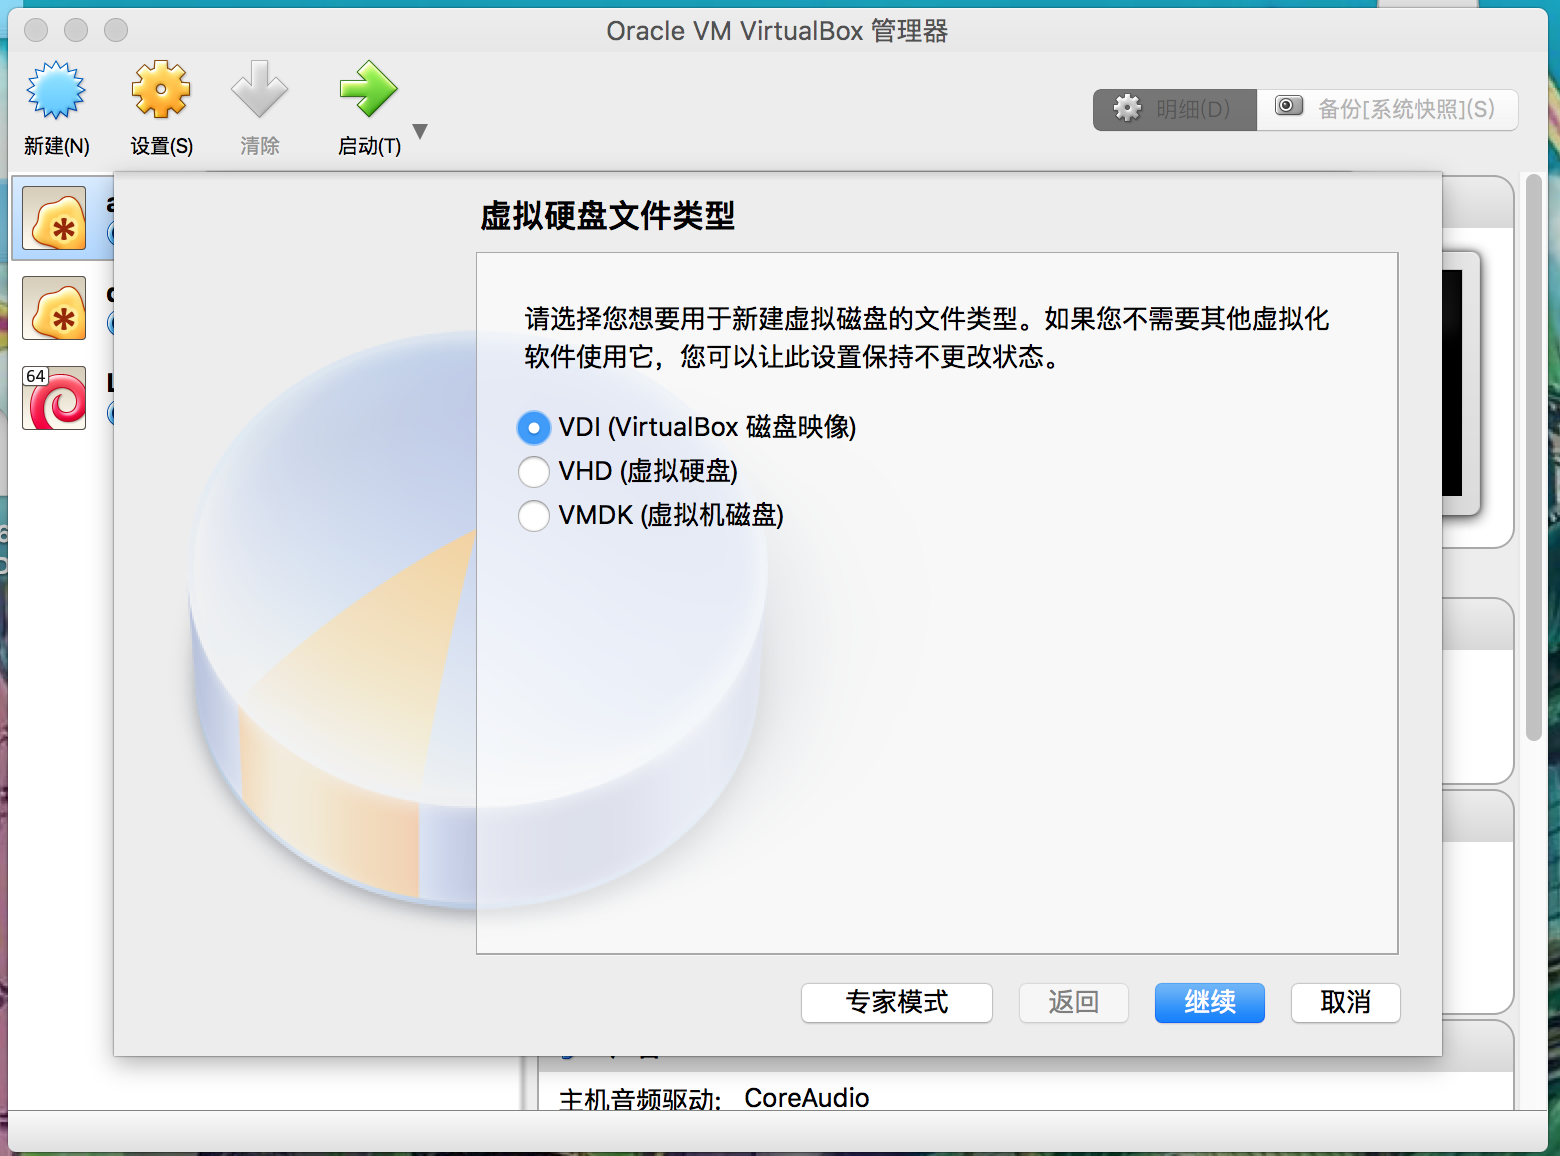 Oracle VM VirtualBox 管理器
新建(N)
设置(S)
清除
启动(T)
明细(D)
备份[系统快照](S)
64
虚拟硬盘文件类型
请选择您想要用于新建虚拟磁盘的文件类型。如果您不需要其他虚拟化
软件使用它，您可以让此设置保持不更改状态。
VDI (VirtualBox 磁盘映像)
VHD (虚拟硬盘)
VMDK (虚拟机磁盘)
专家模式
返回
继续
取消
主机音频驱动: CoreAudio